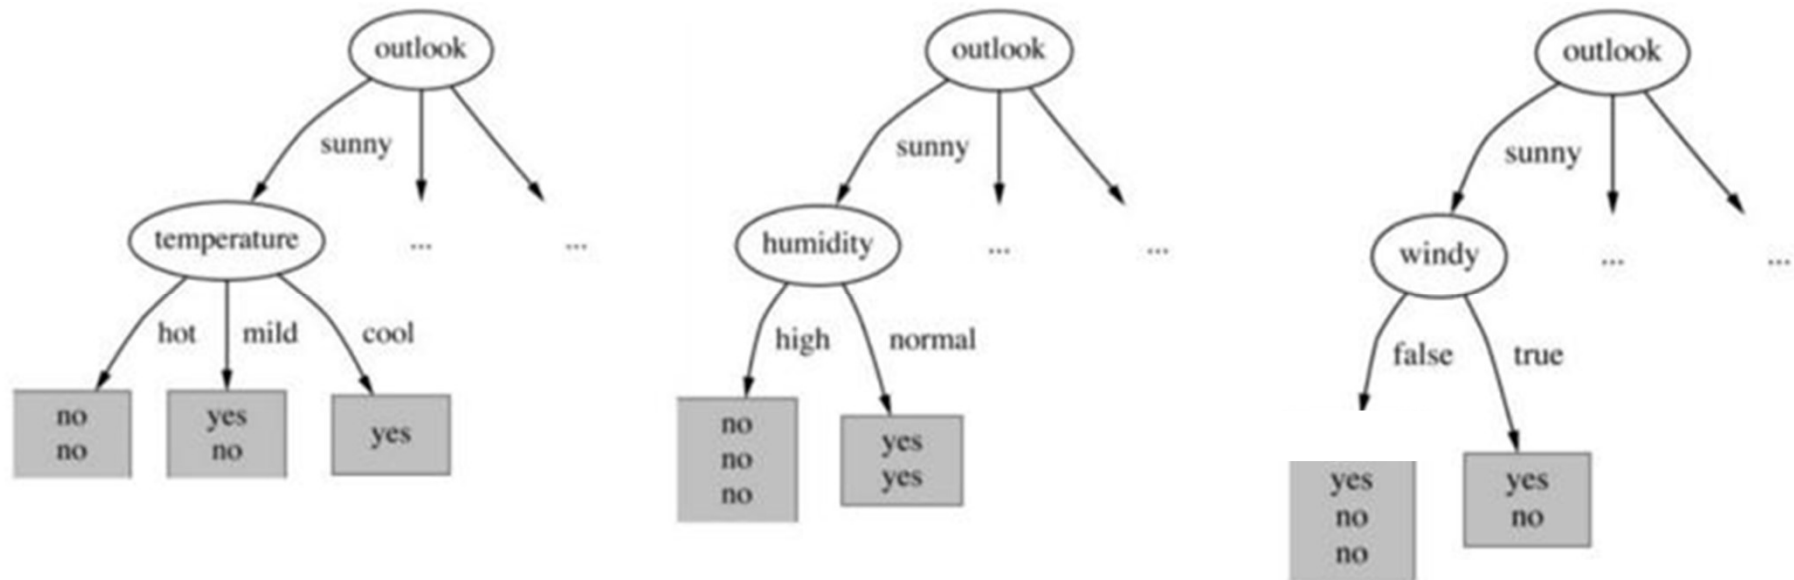 outlook
sunny
temperature
...
...
hot
mild
cool
no
no
yes
no
yes
outlook
sunny
humidity
...
...
high
normal
no
no
no
yes
yes
outlook
sunny
windy
...
...
false
true
yes
no
no
yes
no